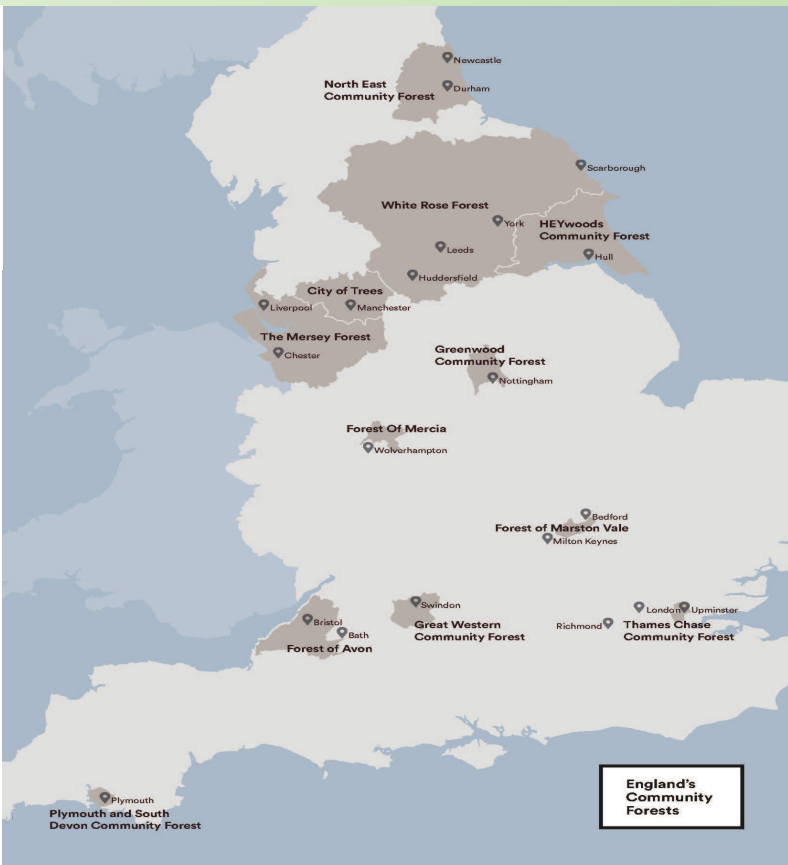 Newcastle
North East
Community Forest
Durham
Scarborough
White Rose Forest
York
HEYwoods
Community Forest
Leeds
Hull
Huddersfield
City of Trees
Liverpool
Manchester
The Mersey Forest
Chester
Greenwood
Community Forest
Nottingham
Forest Of Mercia
Wolverhampton
Bedford
Forest of Marston Vale
Milton Keynes
Swindon
London
Upminster
Bristol
Great Western
Community Forest
Richmond
Thames Chase
Community Forest
Bath
Forest of Avon
England's
Community
Forests
Plymouth
Plymouth and South
Devon Community Forest